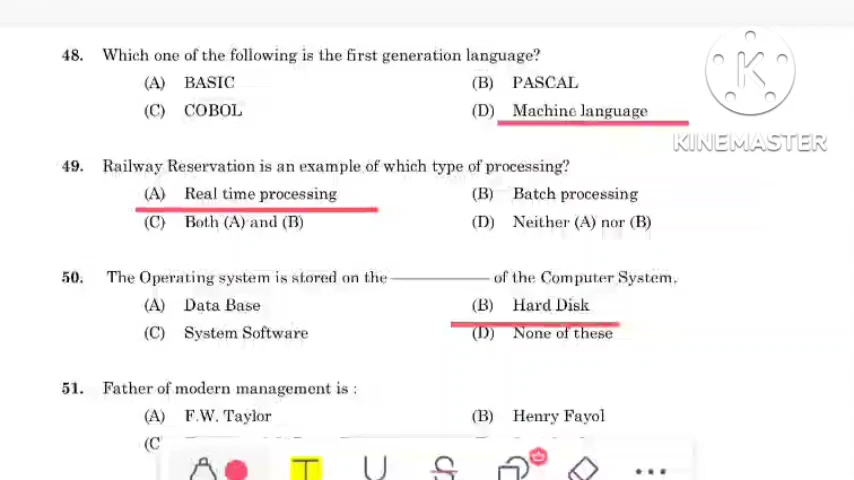 48. Which one of the following is the first generation language?
(A) BASIC (B) PASCAL
(C) COBOL (D) Machine language
KINEMASTER
49. Railway Reservation is an example of which type of processing?
(A) Real time processing (B) Batch processing
(C) Both (A) and (B) (D) Neither (A) nor (B)
50. The Operating system is stored on the ———— of the Computer System.
(A) Data Base (B) Hard Disk
(C) System Software (D) None of these
51. Father of modern management is :
(A) F.W. Taylor (B) Henry Fayol
(C
T U S